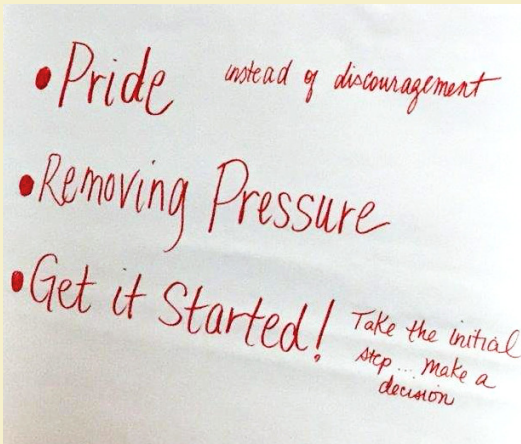 • Pride instead of discouragement
• Removing Pressure
• Get it Started! Take the initial
step... Make a
decision